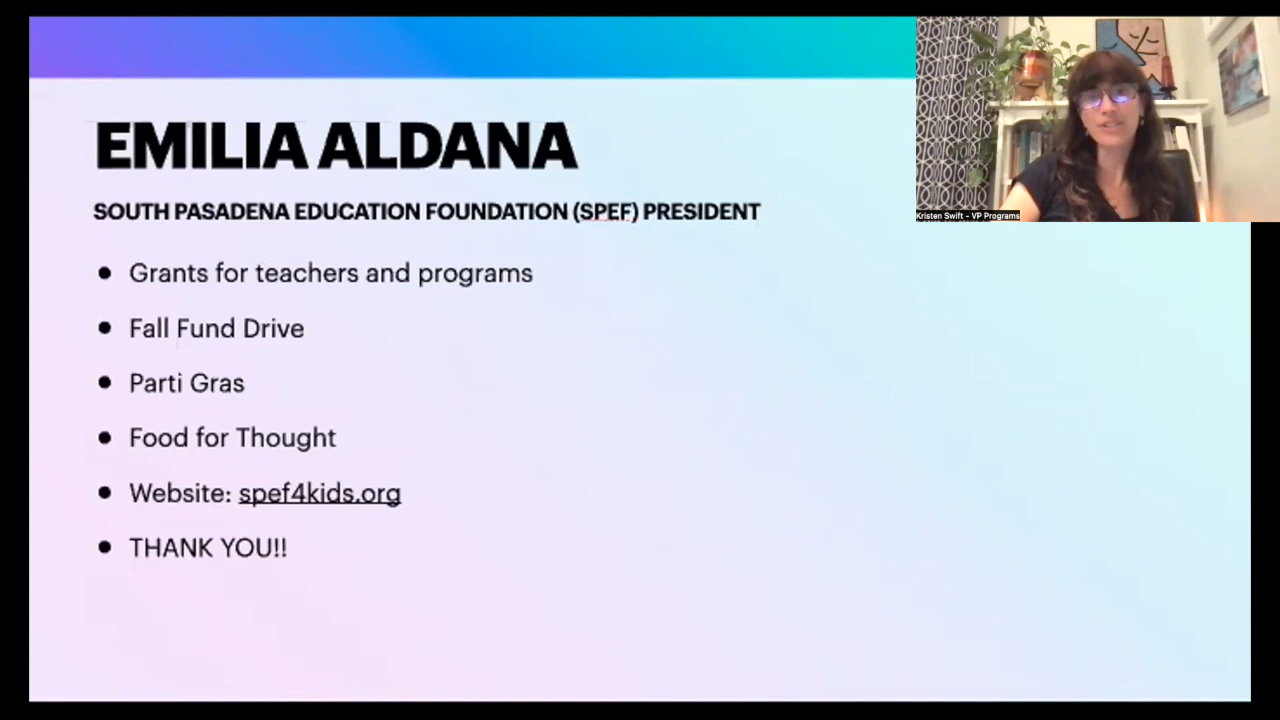 EMILIA ALDANA
SOUTH PASADENA EDUCATION FOUNDATION (SPEF) PRESIDENT
● Grants for teachers and programs
● Fall Fund Drive
● Parti Gras
● Food for Thought
● Website: spef4kids.org
● THANK YOU!!
Kristen Swift - VP Programs